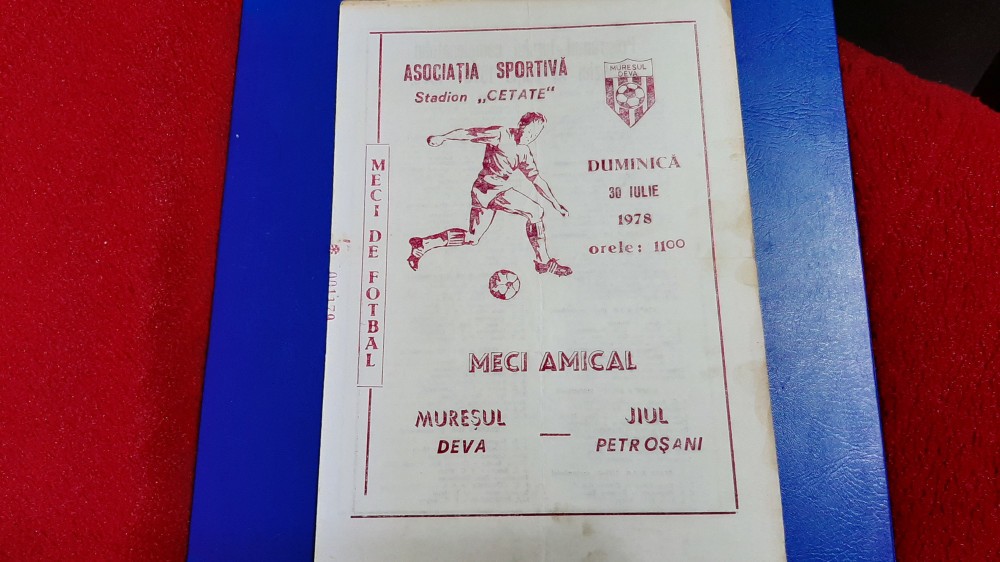 ASOCIAȚIA SPORTIVĂ
Stadion „CETATE"
MUREȘUL
DEVA
DUMINICĂ
30 IULIE
1978
orele: 11⁰⁰
MECI DE FOTBAL
MECI AMICAL
MUREȘUL
DEVA
—
JIUL
PETROȘANI